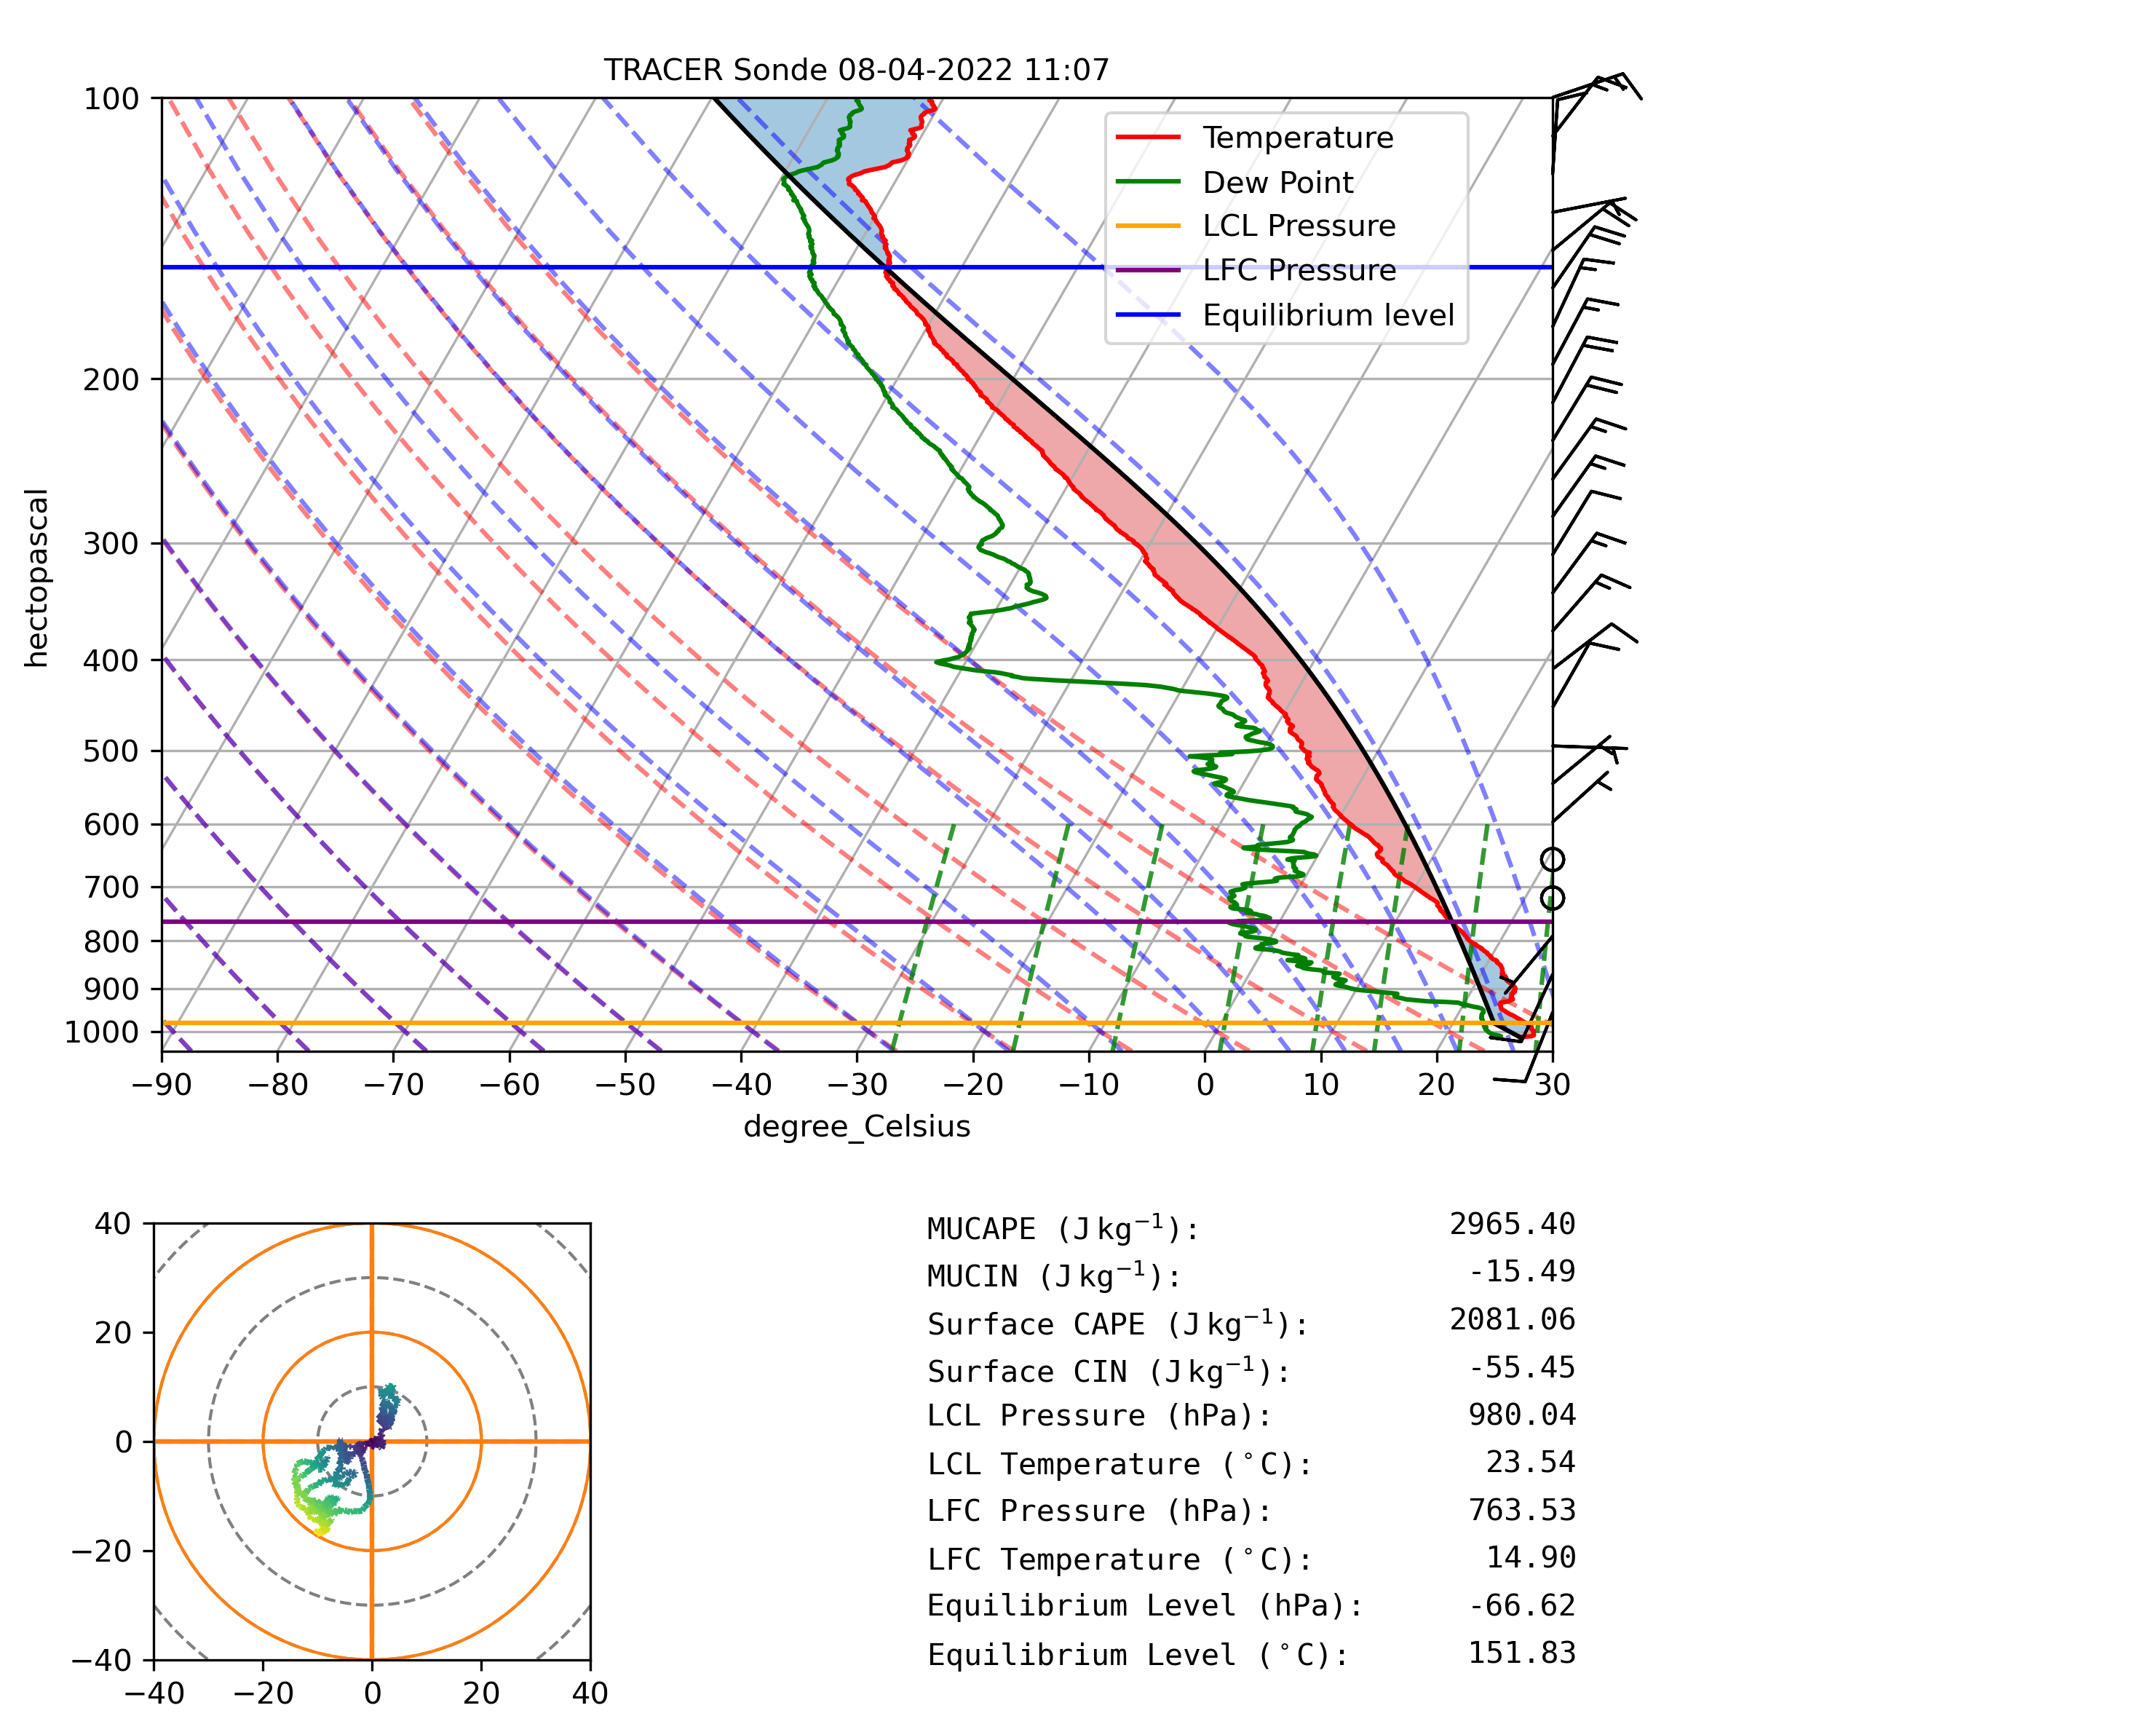 TRACER Sonde 08-04-2022 11:07
100
200
300
400
500
600
700
800
900
1000
hectopascal
Temperature
Dew Point
LCL Pressure
LFC Pressure
Equilibrium level
−90 −80 −70 −60 −50 −40 −30 −20 −10 0 10 20 30
degree_Celsius
40
20
0
−20
−40
−40 −20 0 20 40
MUCAPE (J kg⁻¹): 2965.40
MUCIN (J kg⁻¹): -15.49
Surface CAPE (J kg⁻¹): 2081.06
Surface CIN (J kg⁻¹): -55.45
LCL Pressure (hPa): 980.04
LCL Temperature (°C): 23.54
LFC Pressure (hPa): 763.53
LFC Temperature (°C): 14.90
Equilibrium Level (hPa): -66.62
Equilibrium Level (°C): 151.83